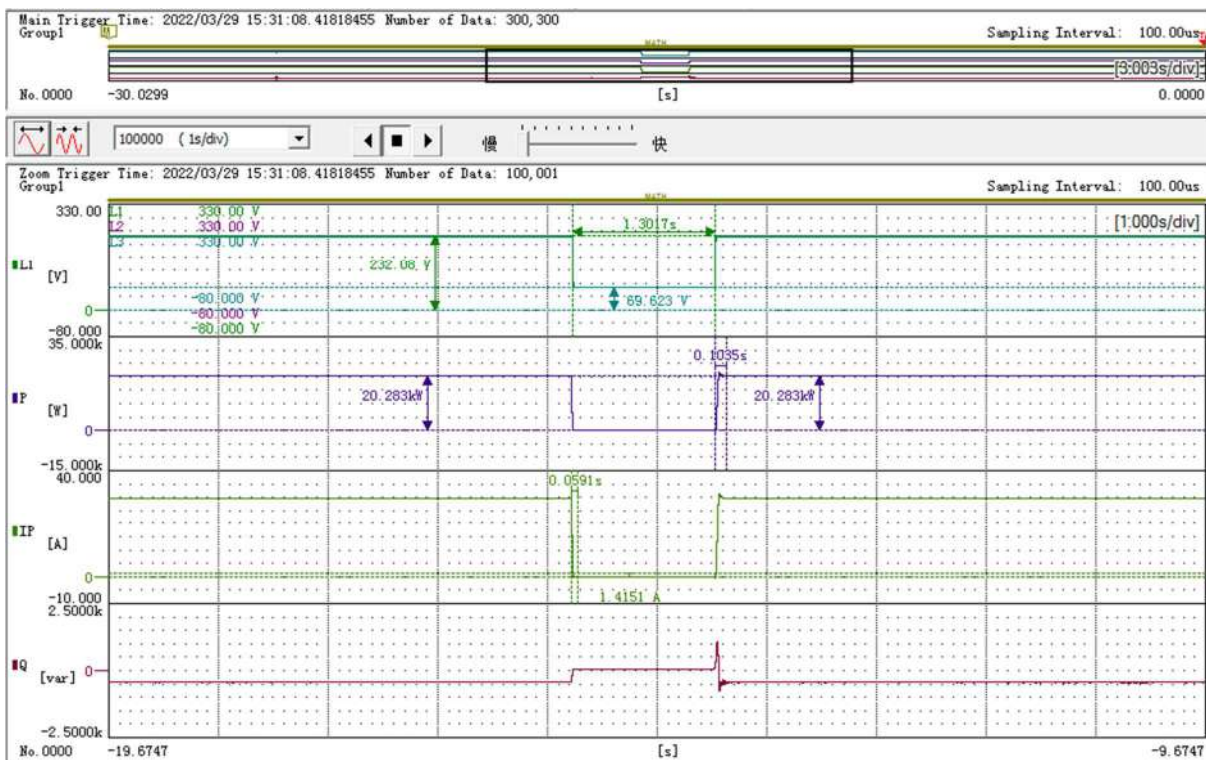 Main Trigger Time: 2022/03/29 15:31:08.41818455 Number of Data: 300,300
Group1
Sampling Interval: 100.00us
MATH
[3.003s/div]
No.0000 -30.0299 [s] 0.0000
100000 ( 1s/div) 慢 快
Zoom Trigger Time: 2022/03/29 15:31:08.41818455 Number of Data: 100,001
Group1
Sampling Interval: 100.00us
MATH
330.00 L1 330.00 V [1.000s/div]
L2 330.00 V
L3 330.00 V
1.3017s
L1 232.08 V
[V]
-80.000 V 69.623 V
0 -80.000 V
-80.000 -80.000 V
35.000k
0.1035s
P 20.283kW 20.283kW
[W]
0
-15.000k
40.000
0.0591s
IP
[A]
0
-10.000 1.4151 A
2.5000k
Q
[var] 0
-2.5000k
No.0000 -19.6747 [s] -9.6747